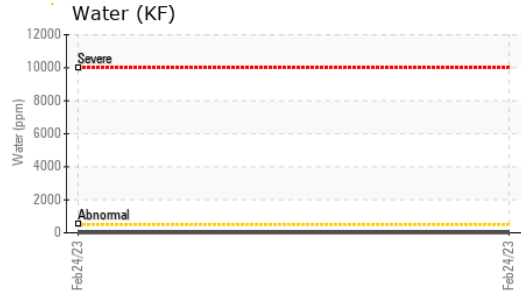 Water (KF)
12000
Severe
10000
8000
6000
4000
2000
Abnormal
0
Water (ppm)
Feb24/23
Feb24/23